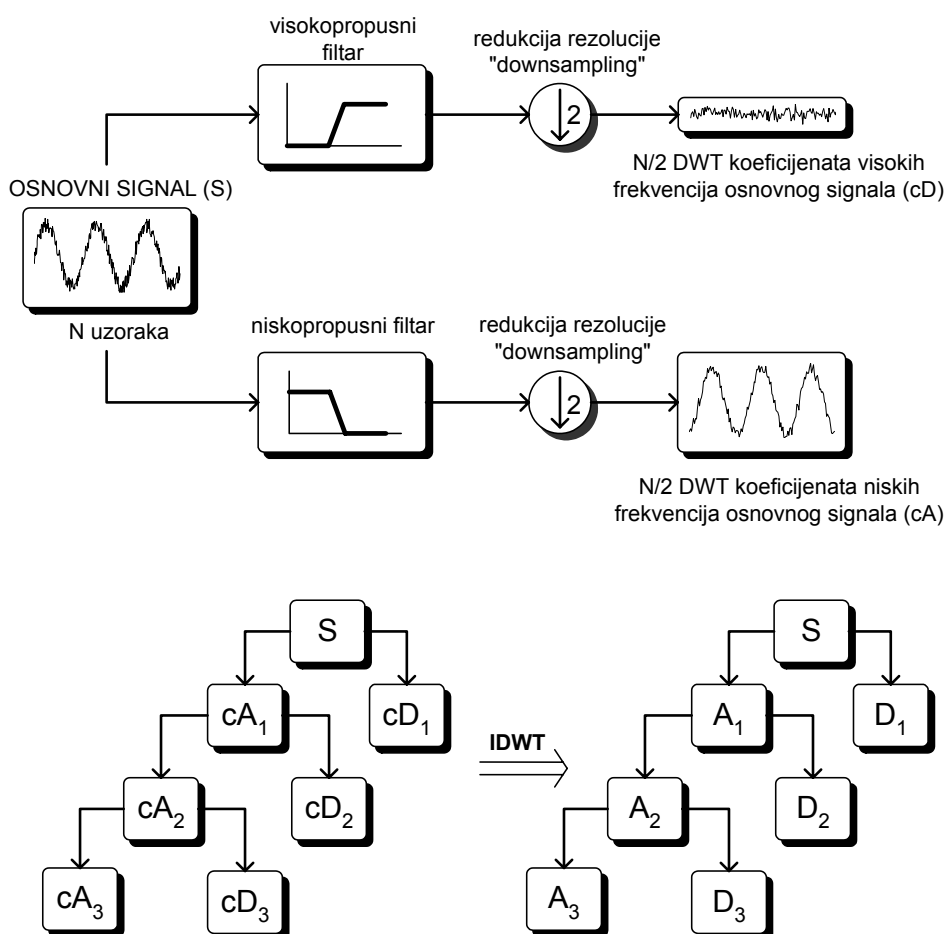 visokopropusni
filtar
redukcija rezolucije
"downsampling"
2
N/2 DWT koeficijenata visokih
frekvencija osnovnog signala (cD)
OSNOVNI SIGNAL (S)
N uzoraka
niskopropusni filtar
redukcija rezolucije
"downsampling"
2
N/2 DWT koeficijenata niskih
frekvencija osnovnog signala (cA)
S
cA1
cD1
cA2
cD2
cA3
cD3
IDWT
S
A1
D1
A2
D2
A3
D3